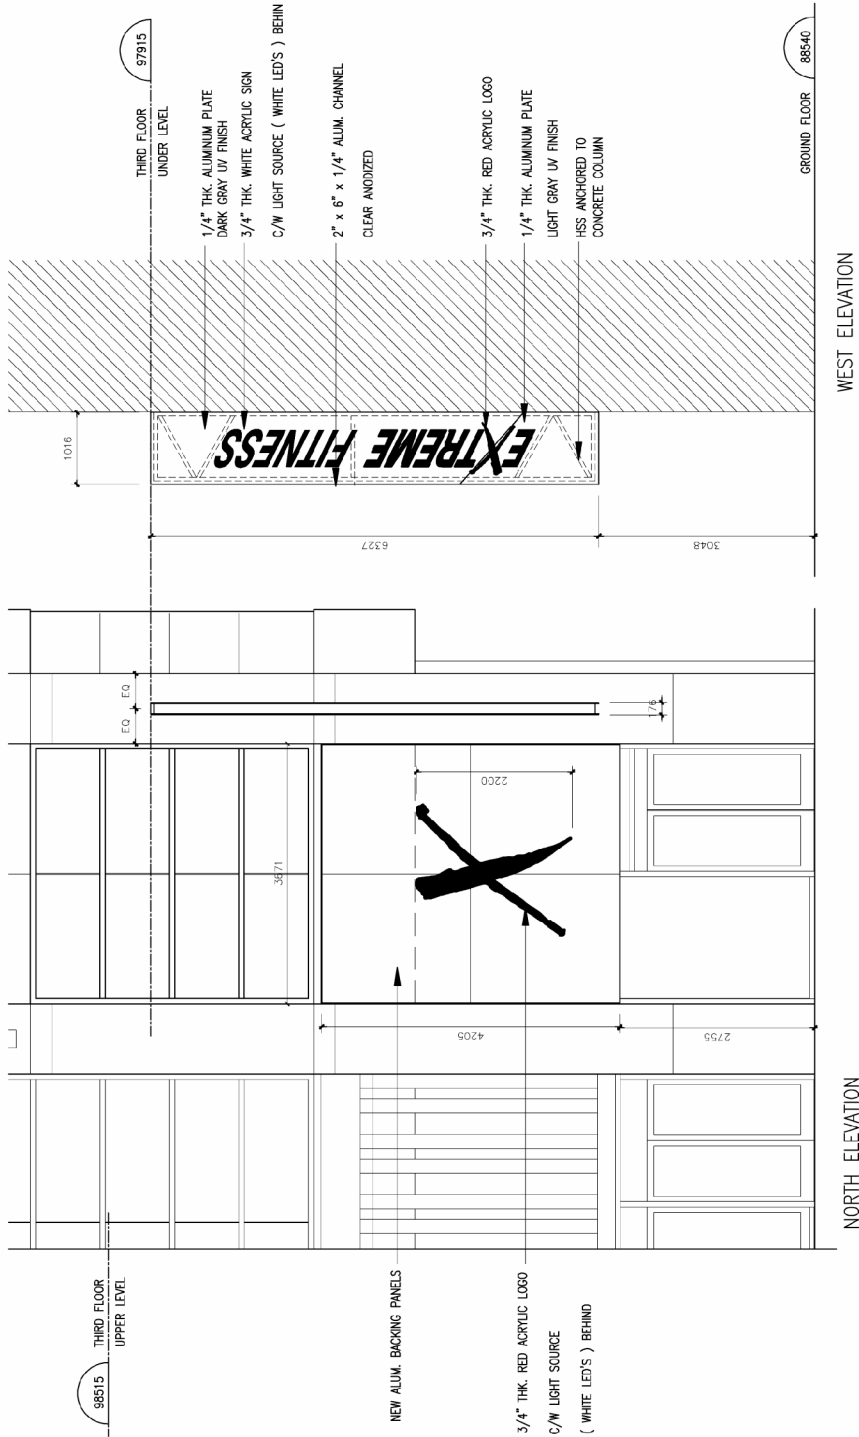 98515
THIRD FLOOR
UPPER LEVEL
NEW ALUM. BACKING PANELS
3/4" THK. RED ACRYLIC LOGO
C/W LIGHT SOURCE
( WHITE LED'S ) BEHIND
4205
2755
3671
2200
EQ
EQ
176
NORTH ELEVATION
1016
6327
3048
EXTREME FITNESS
97915
THIRD FLOOR
UNDER LEVEL
1/4" THK. ALUMINUM PLATE
DARK GRAY UV FINISH
3/4" THK. WHITE ACRYLIC SIGN
C/W LIGHT SOURCE ( WHITE LED'S ) BEHIN
2" x 6" x 1/4" ALUM. CHANNEL
CLEAR ANODIZED
3/4" THK. RED ACRYLIC LOGO
1/4" THK. ALUMINUM PLATE
LIGHT GRAY UV FINISH
HSS ANCHORED TO
CONCRETE COLUMN
88540
GROUND FLOOR
WEST ELEVATION